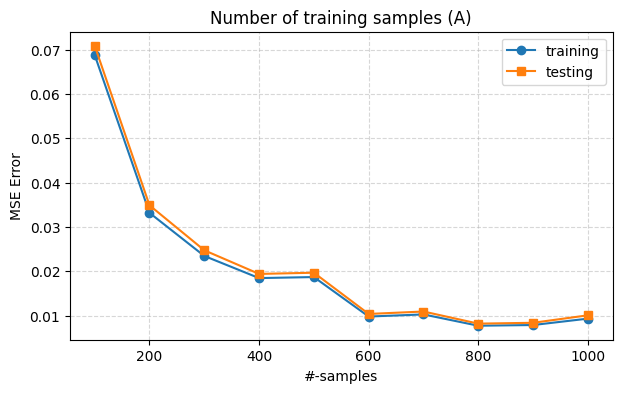 Number of training samples (A)
training
testing
MSE Error
0.07
0.06
0.05
0.04
0.03
0.02
0.01
200
400
600
800
1000
#-samples